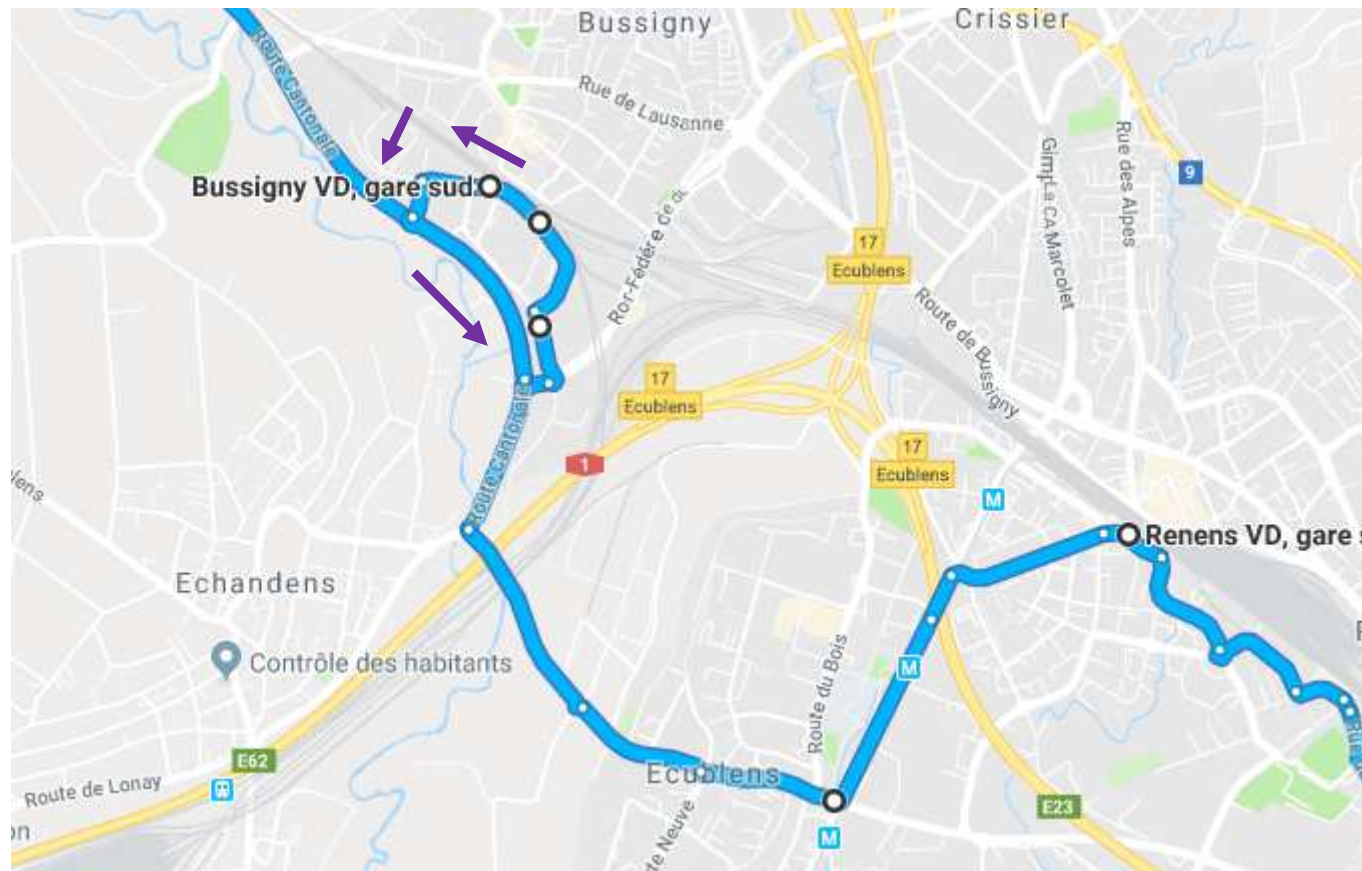 Bussigny
Crissier
Route Cantonale
Rue de Lausanne
Rue des Alpes
9
Bussigny VD, gare sud
17
Ecublens
Route de Bussigny
17
Ecublens
17
Ecublens
1
M
Route Cantonale
Renens VD, gare
Echandens
Contrôle des habitants
M
Route du Bois
E62
Ecublens
Route de Lonay
E23
M
te Neuve